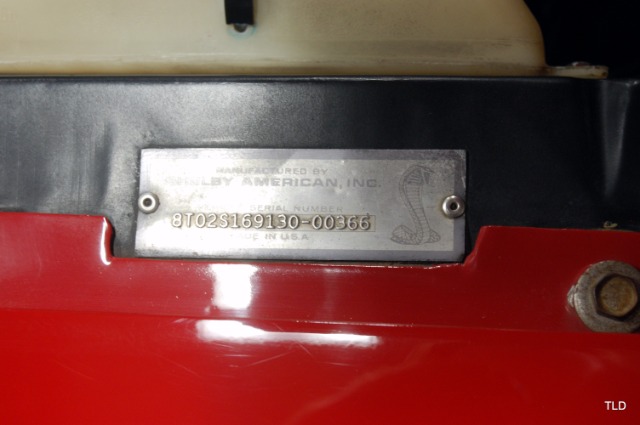 MANUFACTURED BY
SHELBY AMERICAN, INC.
SERIAL NUMBER
8T02S169130-00366
MADE IN U.S.A.
TLD